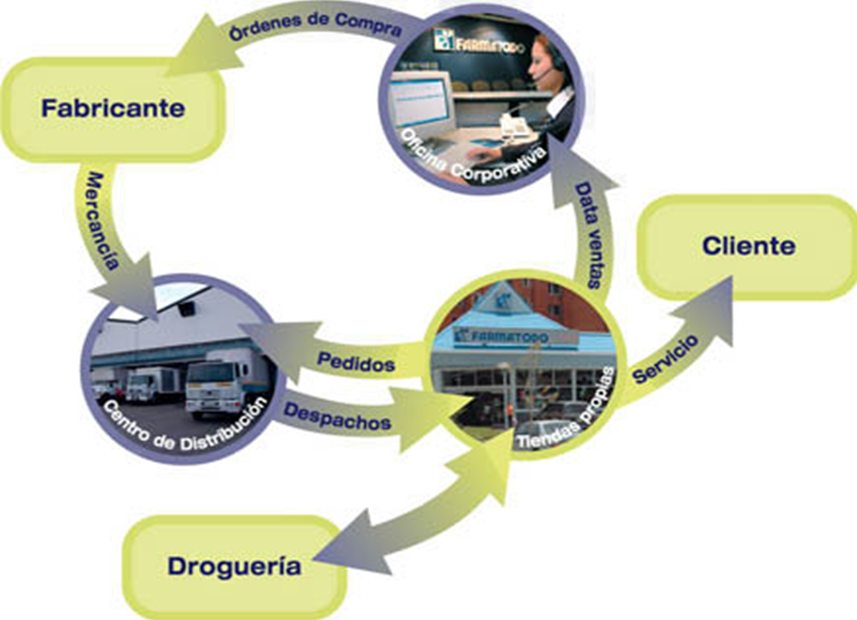 Órdenes de Compra
FARMATODO
Fabricante
Oficina Corporativa
Mercancía
Data ventas
Cliente
FARMATODO
Pedidos
Servicio
Despachos
Centro de Distribución
Tiendas propias
Droguería